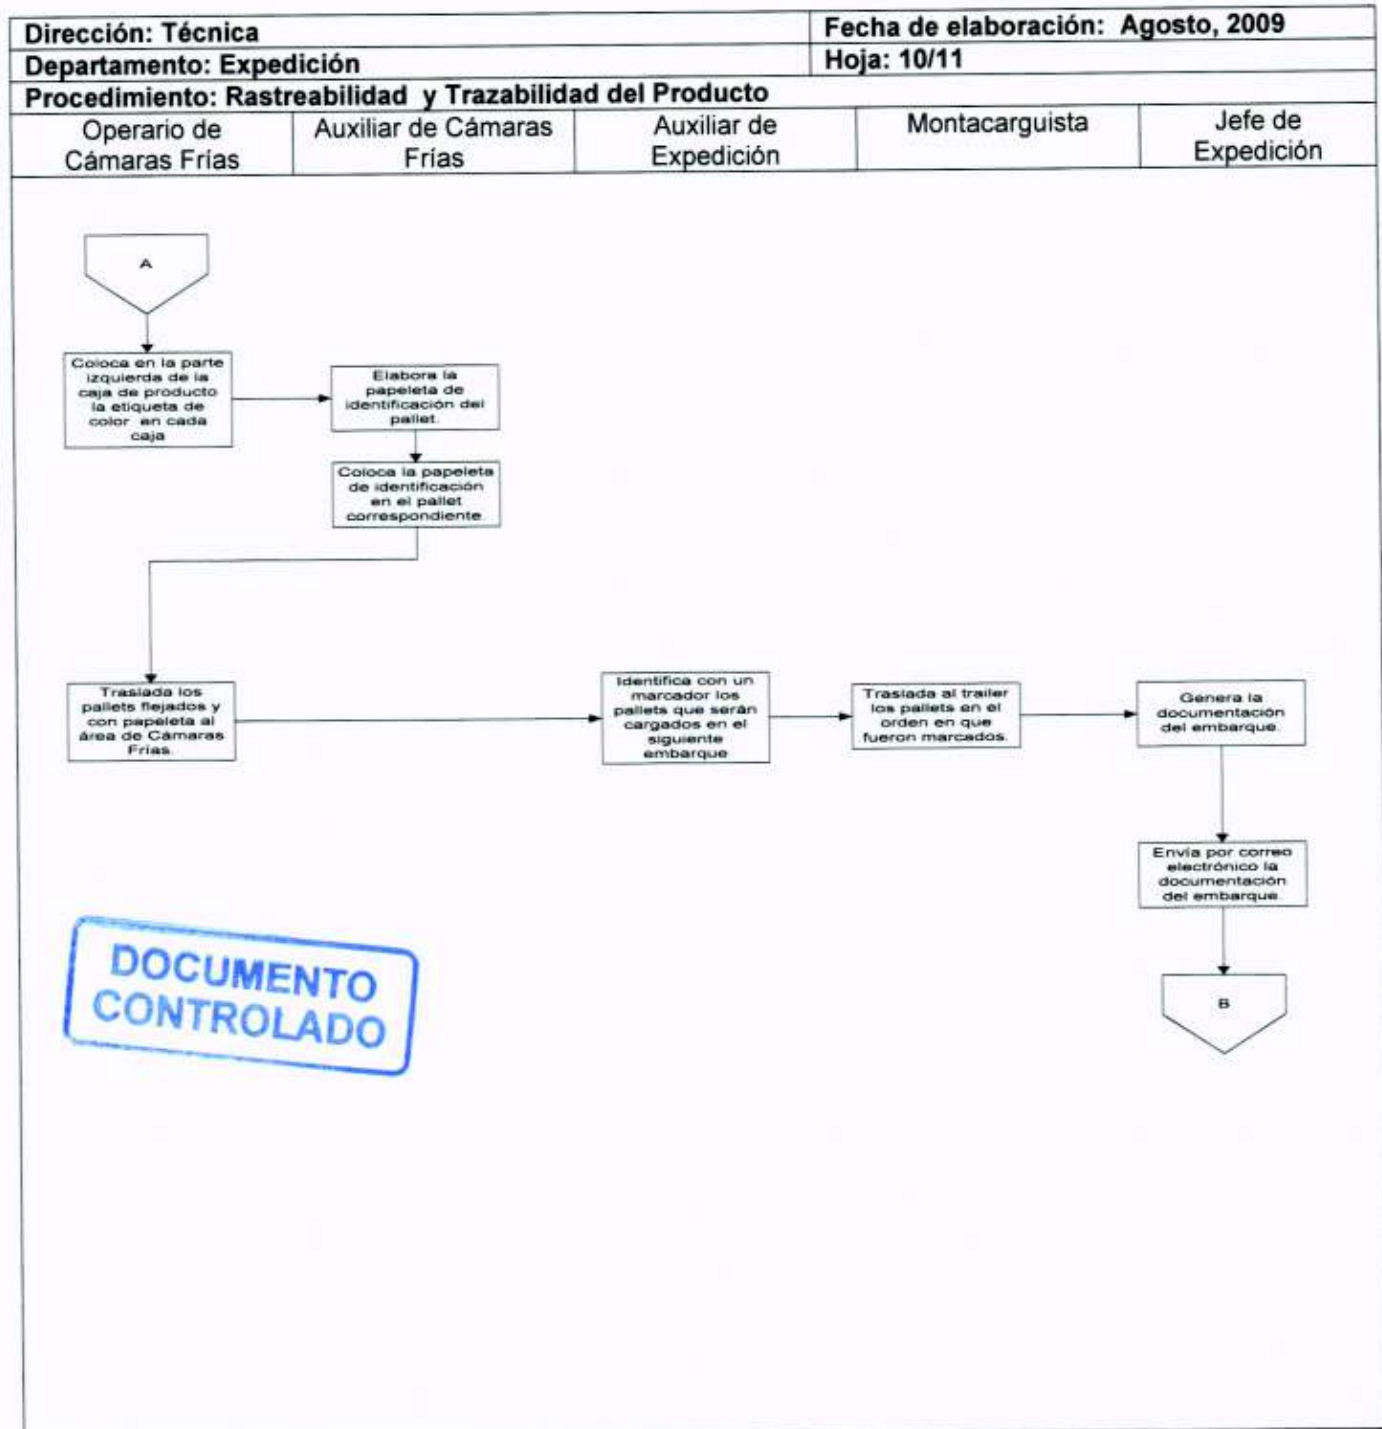 Dirección: Técnica
Fecha de elaboración: Agosto, 2009
Departamento: Expedición
Hoja: 10/11
Procedimiento: Rastreabilidad y Trazabilidad del Producto
Operario de
Cámaras Frías
Auxiliar de Cámaras
Frías
Auxiliar de
Expedición
Montacarguista
Jefe de
Expedición
A
Coloca en la parte
izquierda de la
caja de producto
la etiqueta de
color en cada
caja
Elabora la
papeleta de
identificación del
pallet.
Coloca la papeleta
de identificación
en el pallet
correspondiente.
Traslada los
pallets flejados y
con papeleta al
área de Cámaras
Frías.
Identifica con un
marcador los
pallets que serán
cargados en el
siguiente
embarque
Traslada al trailer
los pallets en el
orden en que
fueron marcados.
Genera la
documentación
del embarque.
Envía por correo
electrónico la
documentación
del embarque.
B
DOCUMENTO
CONTROLADO